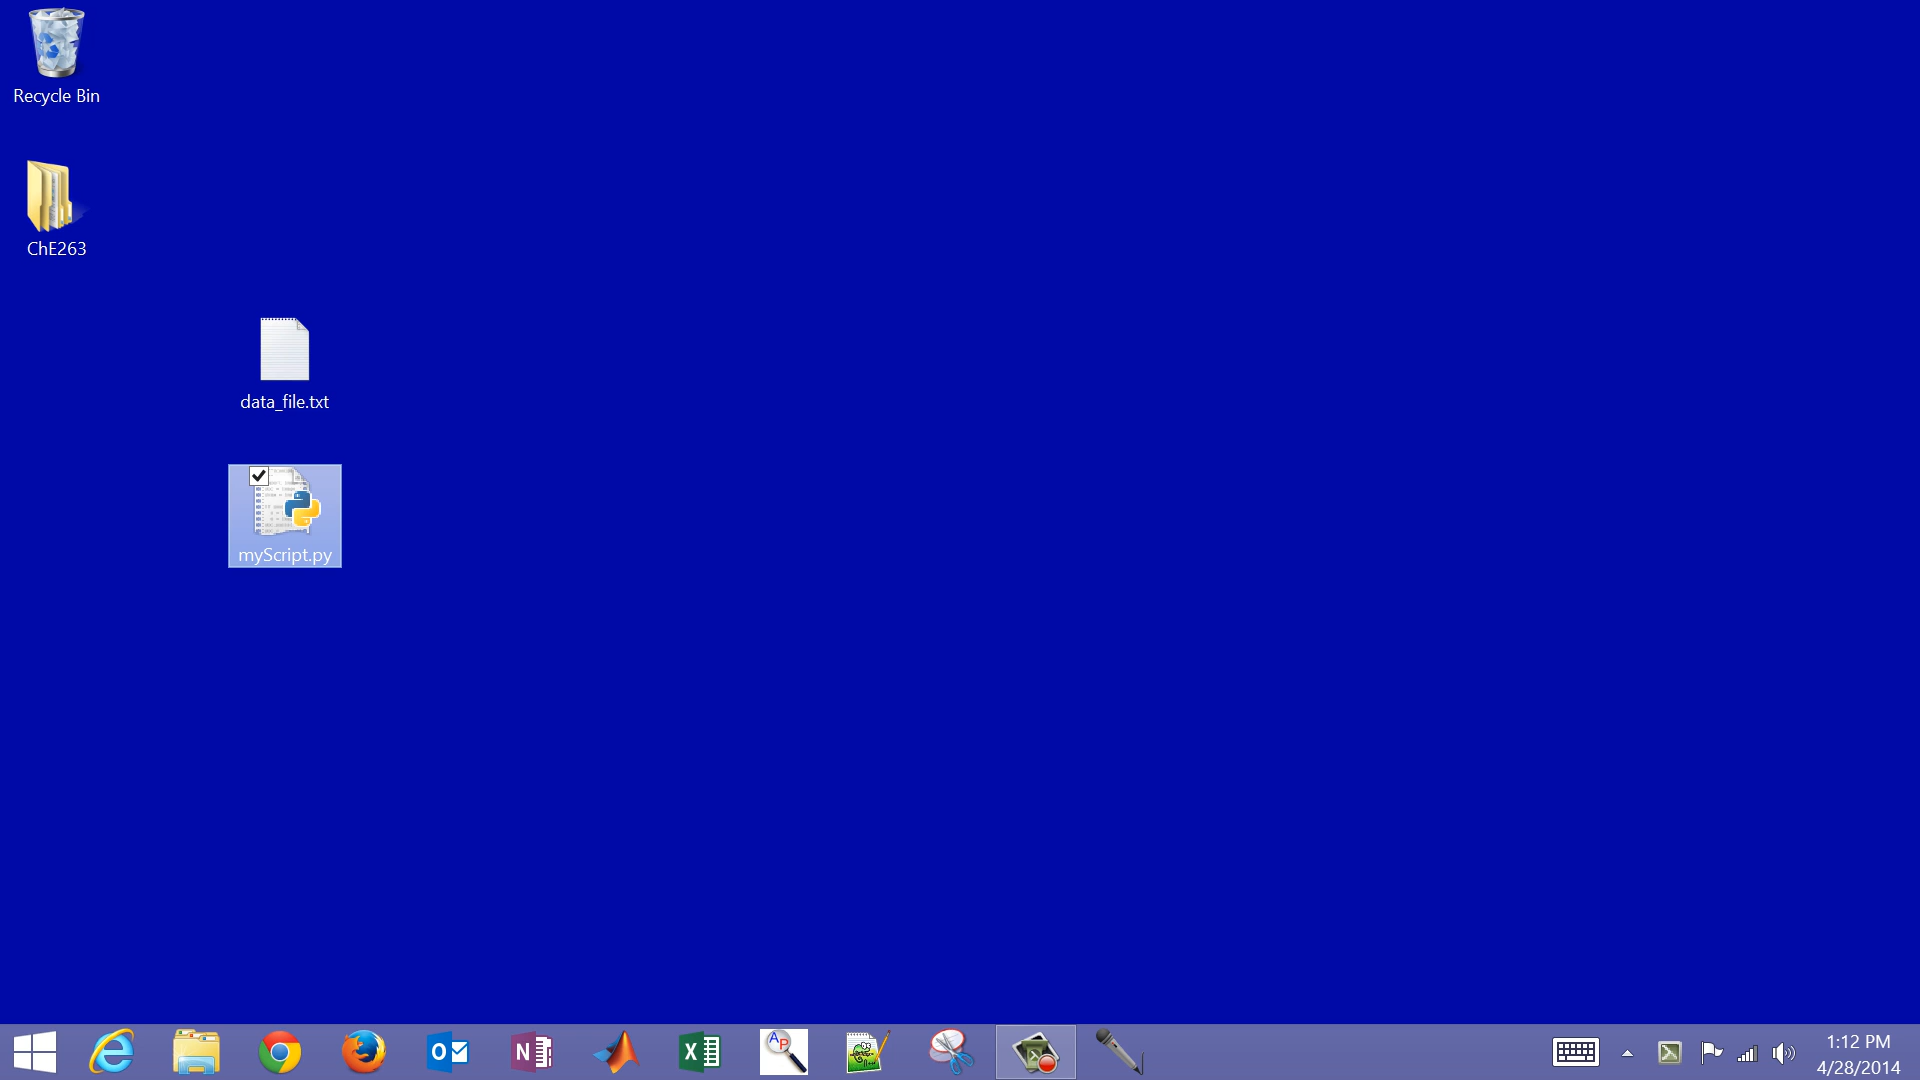 Recycle Bin
ChE263
data_file.txt
myScript.py
1:12 PM
4/28/2014